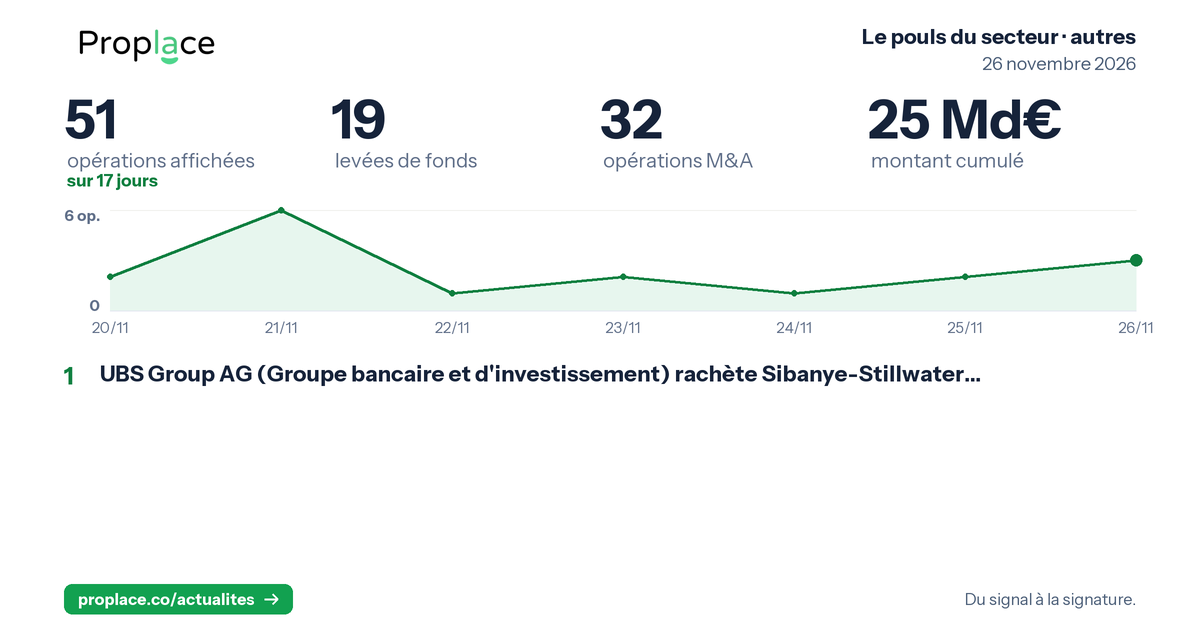 Proplace
Le pouls du secteur · autres
26 novembre 2026
51
opérations affichées
sur 17 jours
19
levées de fonds
32
opérations M&A
25 Md€
montant cumulé
6 op.
0
20/11
21/11
22/11
23/11
24/11
25/11
26/11
1 UBS Group AG (Groupe bancaire et d'investissement) rachète Sibanye-Stillwater...
proplace.co/actualites →
Du signal à la signature.